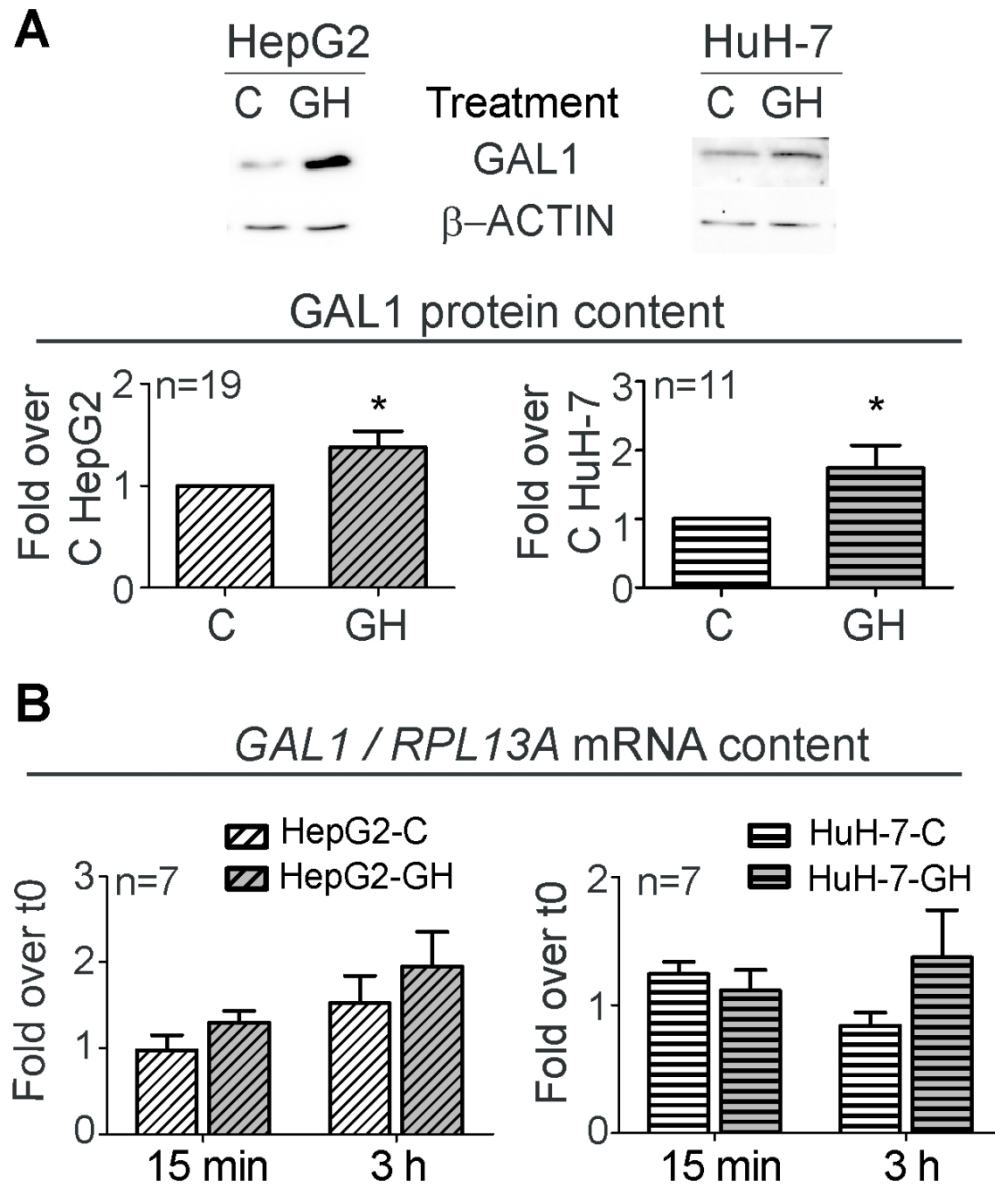 A
HepG2 HuH-7
C GH Treatment C GH
GAL1
β–ACTIN
GAL1 protein content
Fold over
C HepG2
2
1
0
n=19
*
C GH
Fold over
C HuH-7
3
2
1
0
n=11
*
C GH
B
GAL1 / RPL13A mRNA content
HepG2-C
HepG2-GH
Fold over t0
3
2
1
0
n=7
15 min 3 h
HuH-7-C
HuH-7-GH
Fold over t0
2
1
0
n=7
15 min 3 h